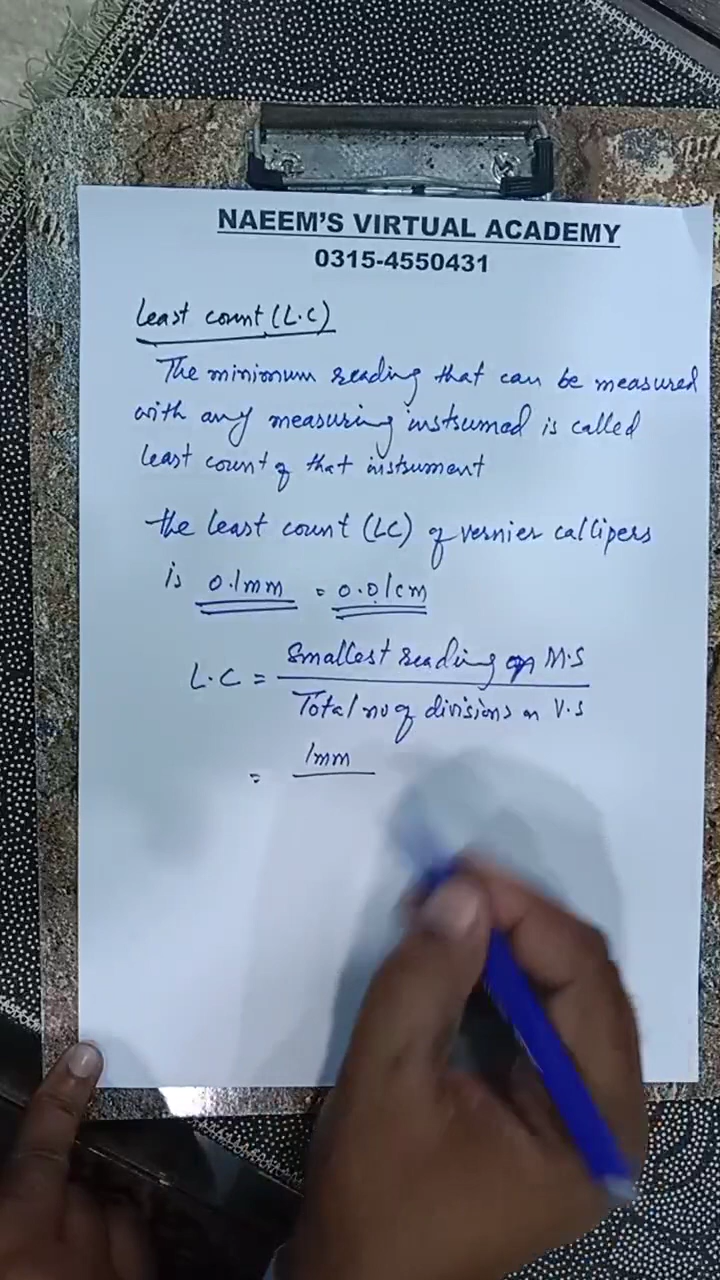 NAEEM'S VIRTUAL ACADEMY
0315-4550431
Least count (L.C)
The minimum reading that can be measured
with any measuring instrumed is called
least count of that instrument
the least count (LC) of vernier callipers
is 0.1mm = 0.01cm
L.C = Smallest reading on M.S
Total no of divisions on V.S
= 1mm